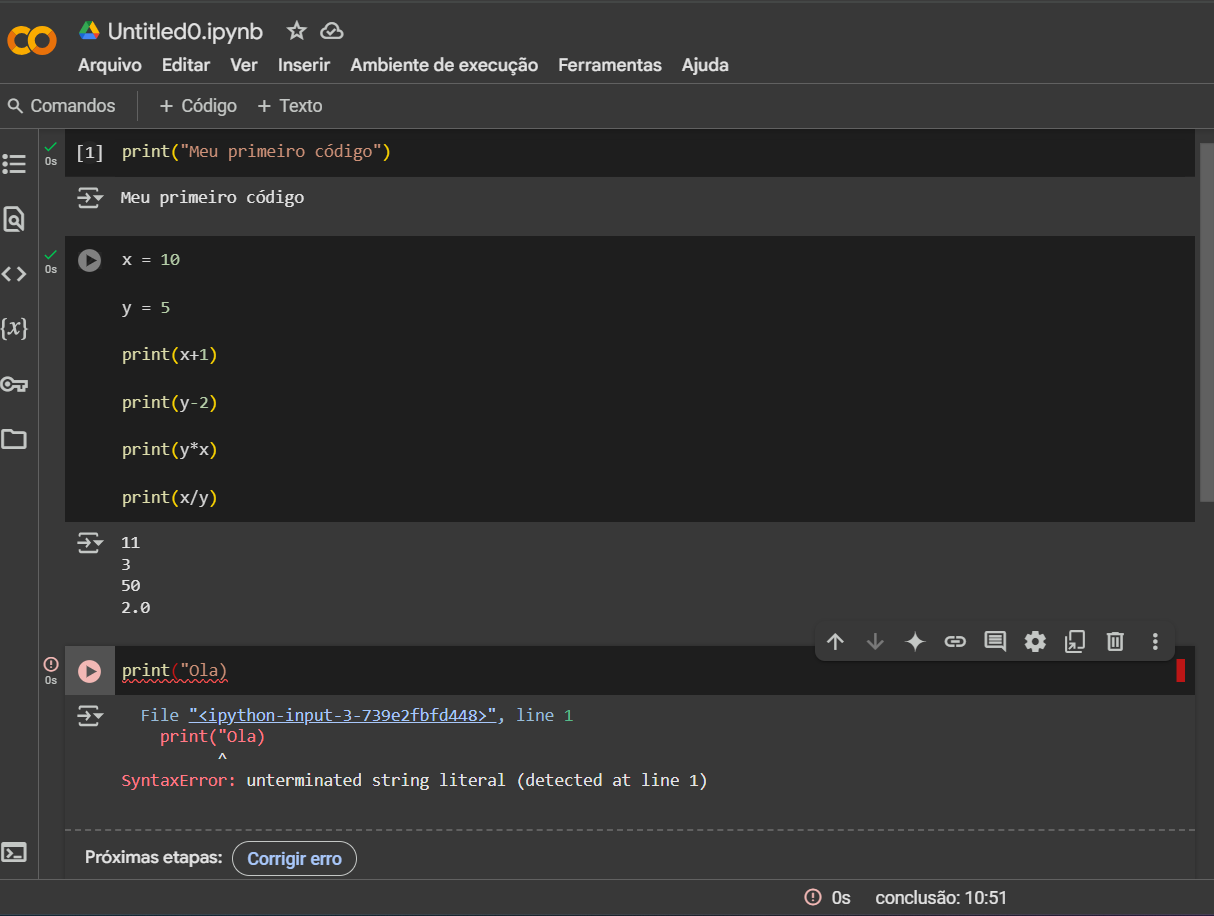 Untitled0.ipynb
Arquivo Editar Ver Inserir Ambiente de execução Ferramentas Ajuda
Comandos + Código + Texto
0s [1] print("Meu primeiro código")
Meu primeiro código
0s x = 10
y = 5
print(x+1)
print(y-2)
print(y*x)
print(x/y)
11
3
50
2.0
0s print("Ola)
File "<ipython-input-3-739e2fbfd448>", line 1
print("Ola)
^
SyntaxError: unterminated string literal (detected at line 1)
Próximas etapas: Corrigir erro
0s conclusão: 10:51